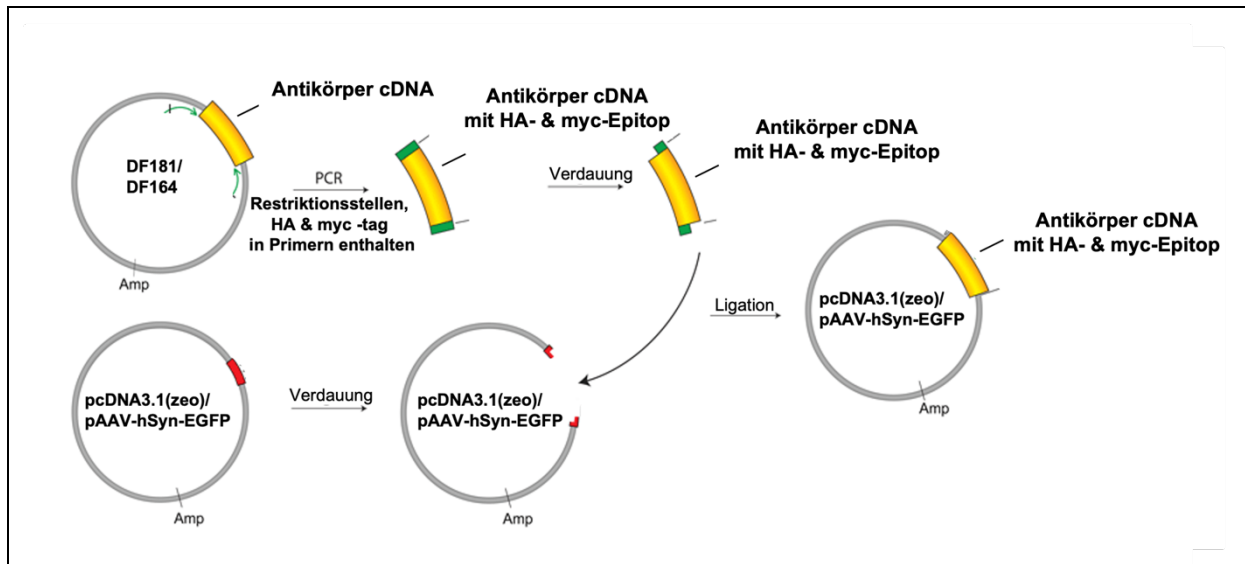 Antikörper cDNA
DF181/
DF164
Amp
PCR
Restriktionsstellen,
HA & myc -tag
in Primern enthalten
Antikörper cDNA
mit HA- & myc-Epitop
Verdauung
Antikörper cDNA
mit HA- & myc-Epitop
Ligation
Antikörper cDNA
mit HA- & myc-Epitop
pcDNA3.1(zeo)/
pAAV-hSyn-EGFP
Amp
pcDNA3.1(zeo)/
pAAV-hSyn-EGFP
Amp
Verdauung
pcDNA3.1(zeo)/
pAAV-hSyn-EGFP
Amp